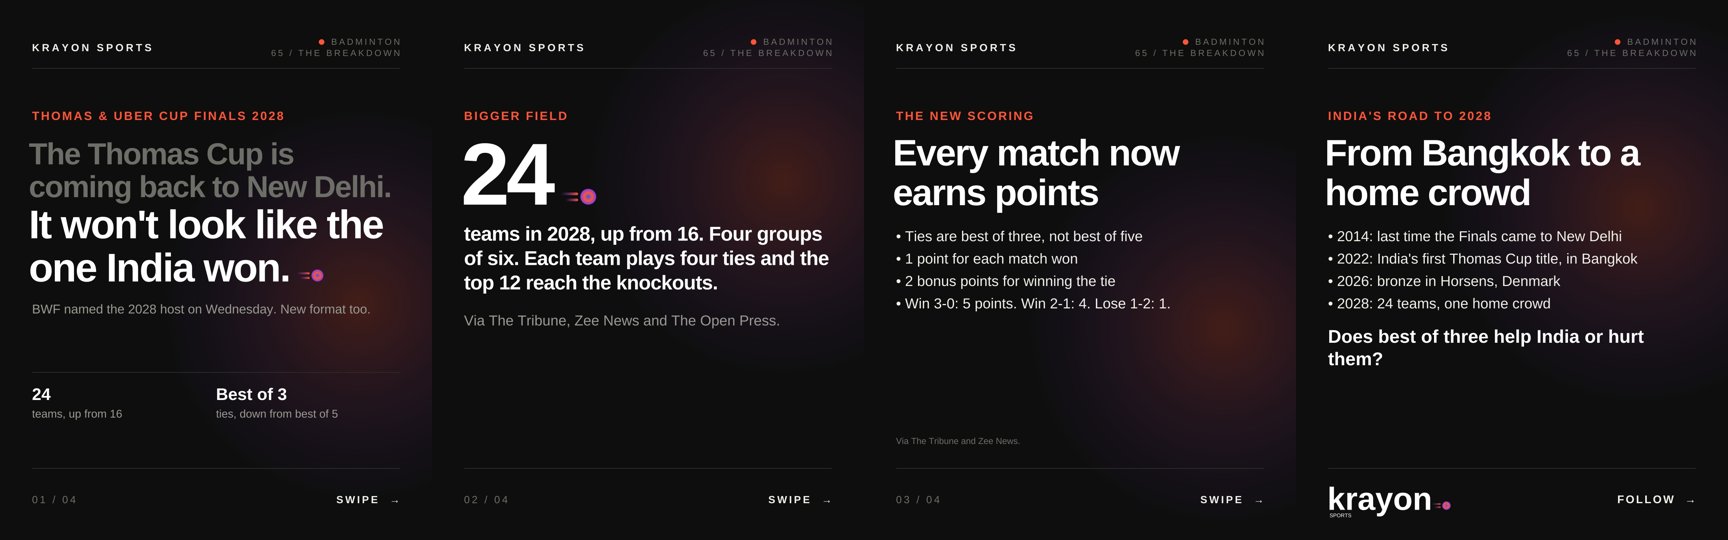 KRAYON SPORTS
BADMINTON
65 / THE BREAKDOWN
THOMAS & UBER CUP FINALS 2028
The Thomas Cup is
coming back to New Delhi.
It won't look like the
one India won.
BWF named the 2028 host on Wednesday. New format too.
24
teams, up from 16
Best of 3
ties, down from best of 5
01 / 04
SWIPE →
KRAYON SPORTS
BADMINTON
65 / THE BREAKDOWN
BIGGER FIELD
24
teams in 2028, up from 16. Four groups
of six. Each team plays four ties and the
top 12 reach the knockouts.
Via The Tribune, Zee News and The Open Press.
02 / 04
SWIPE →
KRAYON SPORTS
BADMINTON
65 / THE BREAKDOWN
THE NEW SCORING
Every match now
earns points
• Ties are best of three, not best of five
• 1 point for each match won
• 2 bonus points for winning the tie
• Win 3-0: 5 points. Win 2-1: 4. Lose 1-2: 1.
Via The Tribune and Zee News.
03 / 04
SWIPE →
KRAYON SPORTS
BADMINTON
65 / THE BREAKDOWN
INDIA'S ROAD TO 2028
From Bangkok to a
home crowd
• 2014: last time the Finals came to New Delhi
• 2022: India's first Thomas Cup title, in Bangkok
• 2026: bronze in Horsens, Denmark
• 2028: 24 teams, one home crowd
Does best of three help India or hurt
them?
krayon
SPORTS
FOLLOW →